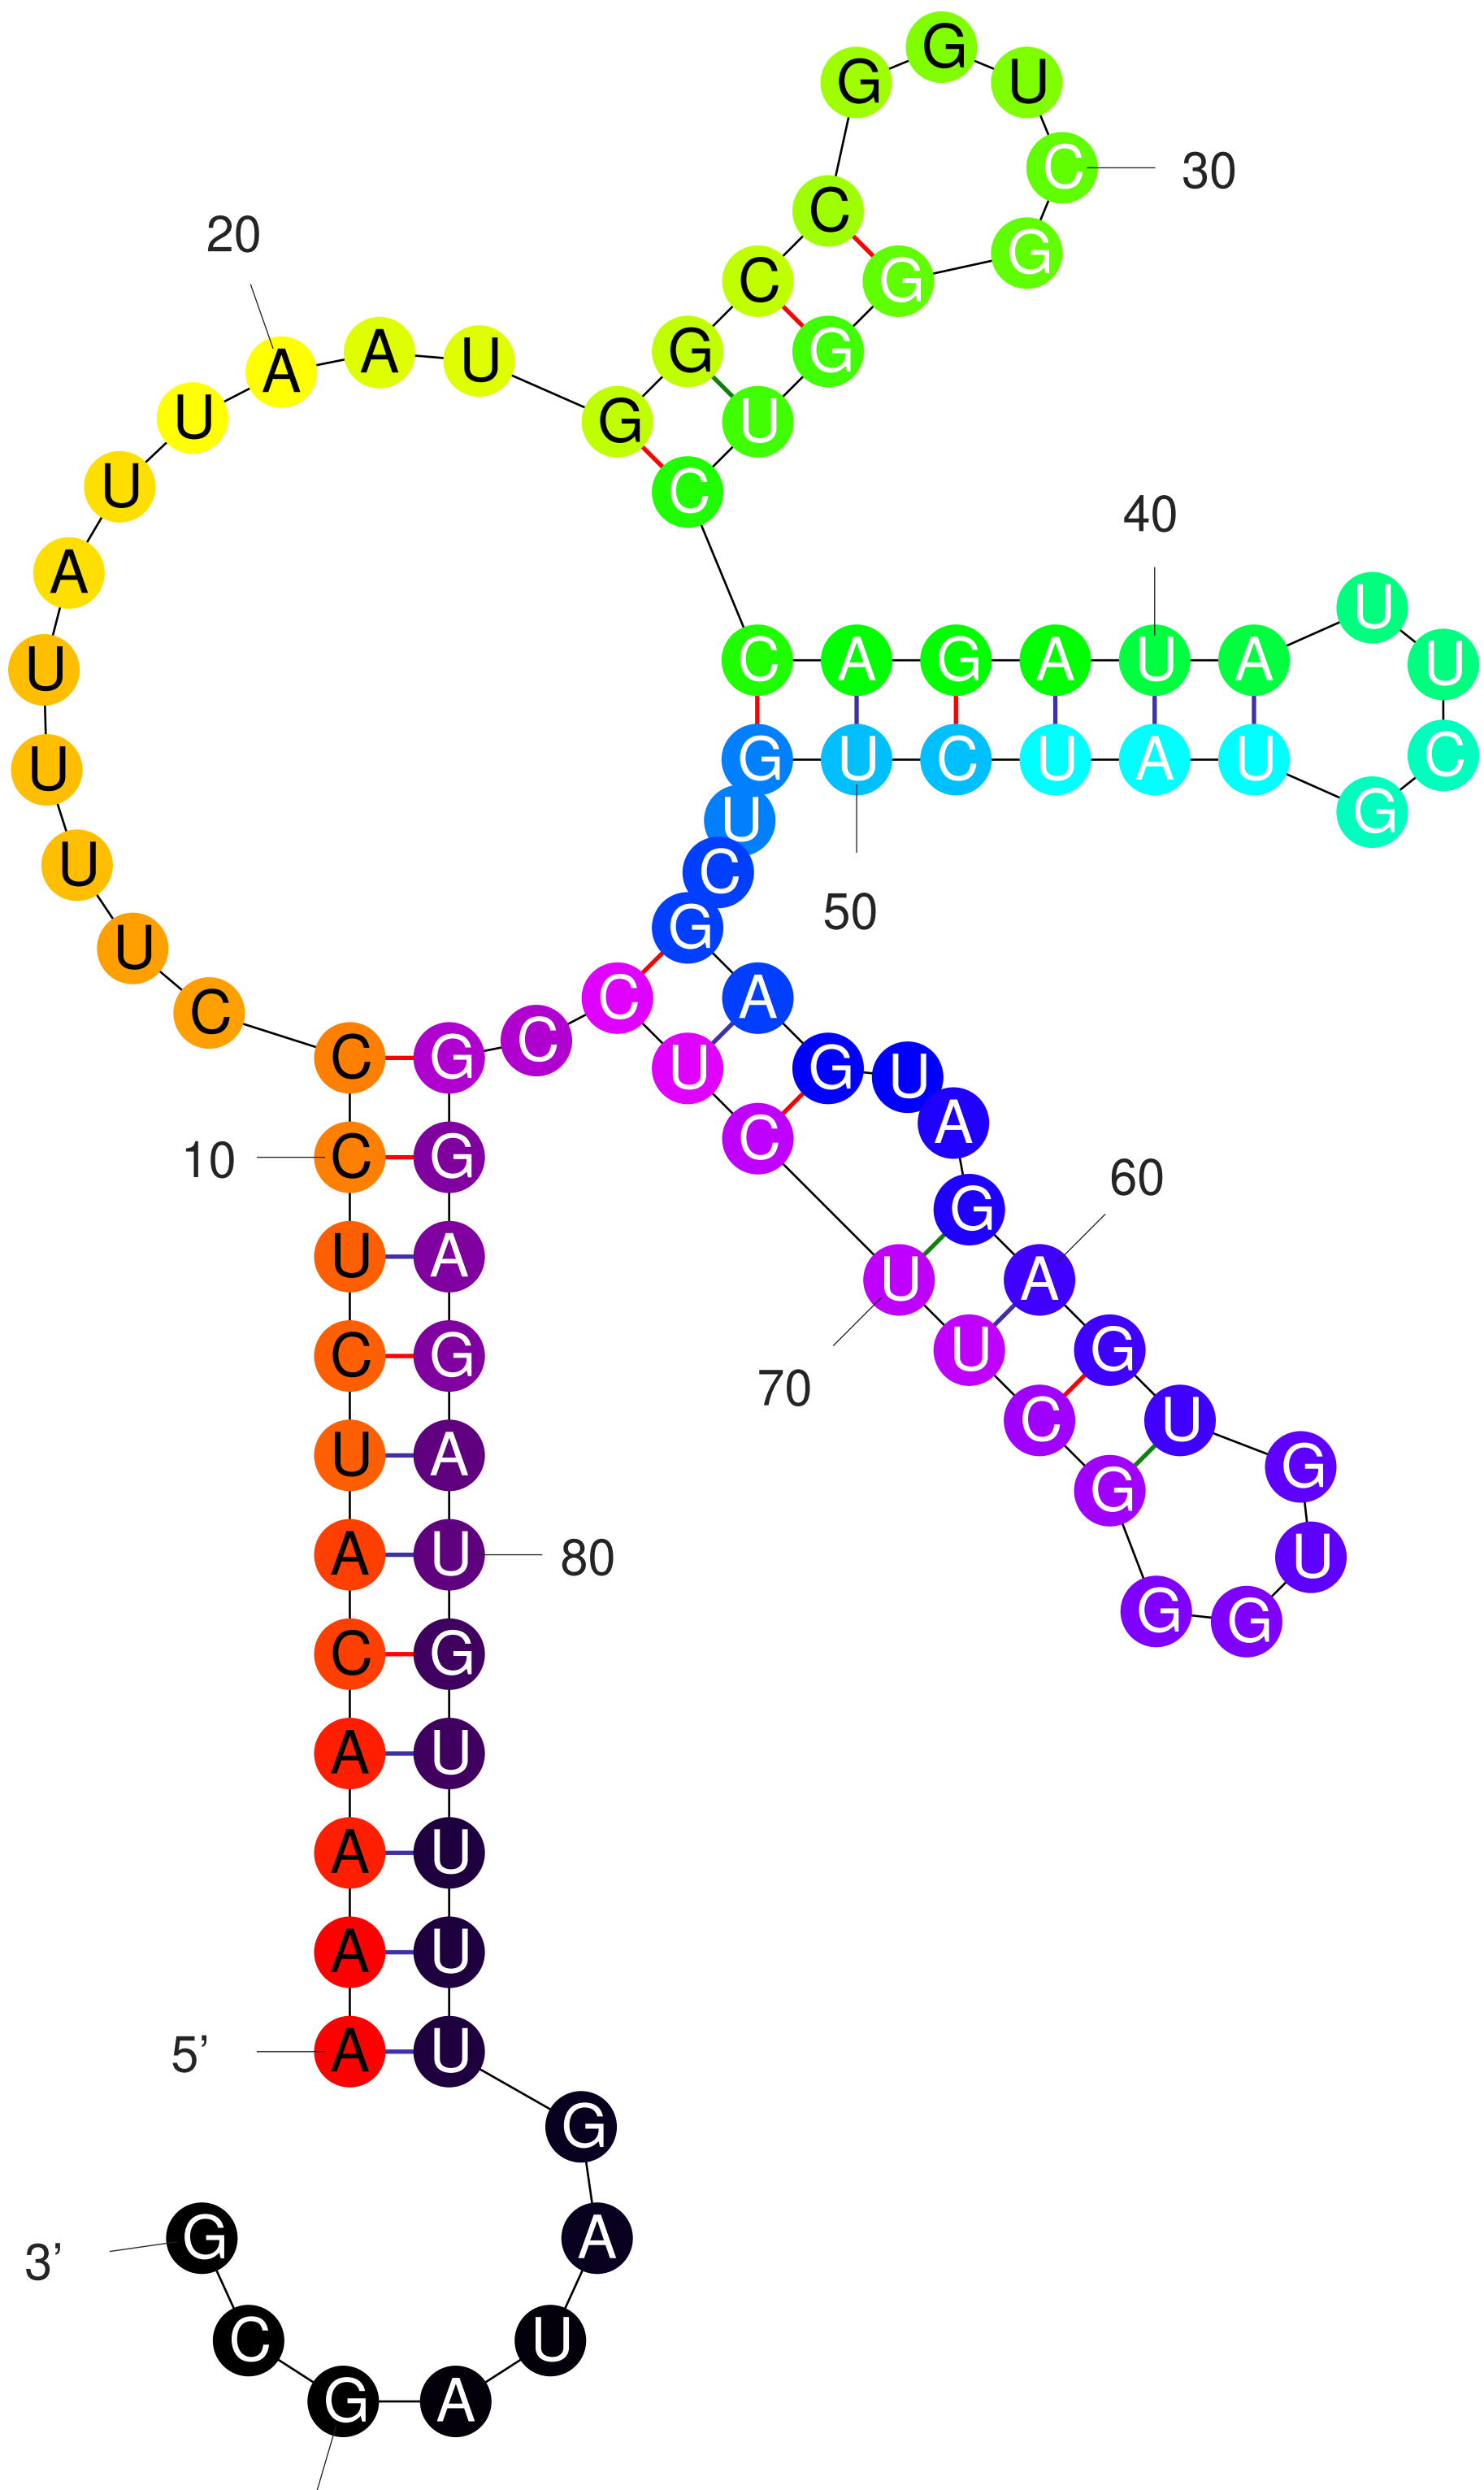 5’
A A A A C A U C U C
10
C C U U U U A U U A
20
A U G G C C G G U C
30
G G G U C C A G A U
40
A U U C G U A U C U
50
G U C G A G U A G A
60
G U G U G G G C U U
70
C U C C G G A G A U
80
G U U U U G A U A G
C G
3’